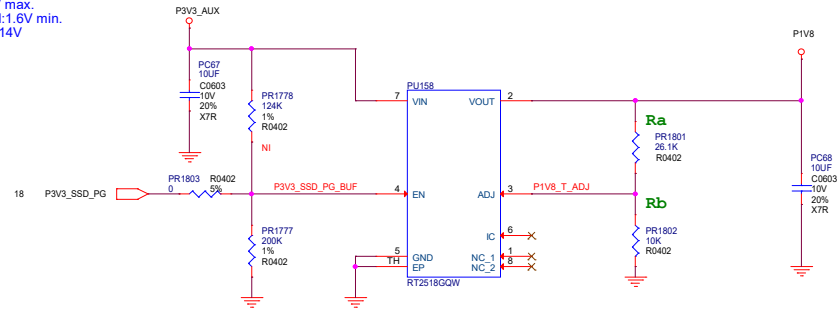 max.
:1.6V min.
14V
P3V3_AUX
P1V8
PC67
10UF
C0603
10V
20%
X7R
PR1778
124K
1%
R0402
NI
PU158
7
VIN
VOUT
2
Ra
PR1801
26.1K
R0402
PC68
10UF
C0603
10V
20%
X7R
18
P3V3_SSD_PG
PR1803
0
R0402
5%
P3V3_SSD_PG_BUF
4
EN
ADJ
3
P1V8_T_ADJ
Rb
PR1777
200K
1%
R0402
IC
6
PR1802
10K
R0402
5
GND
NC_1
1
TH
EP
NC_2
8
RT2518GQW